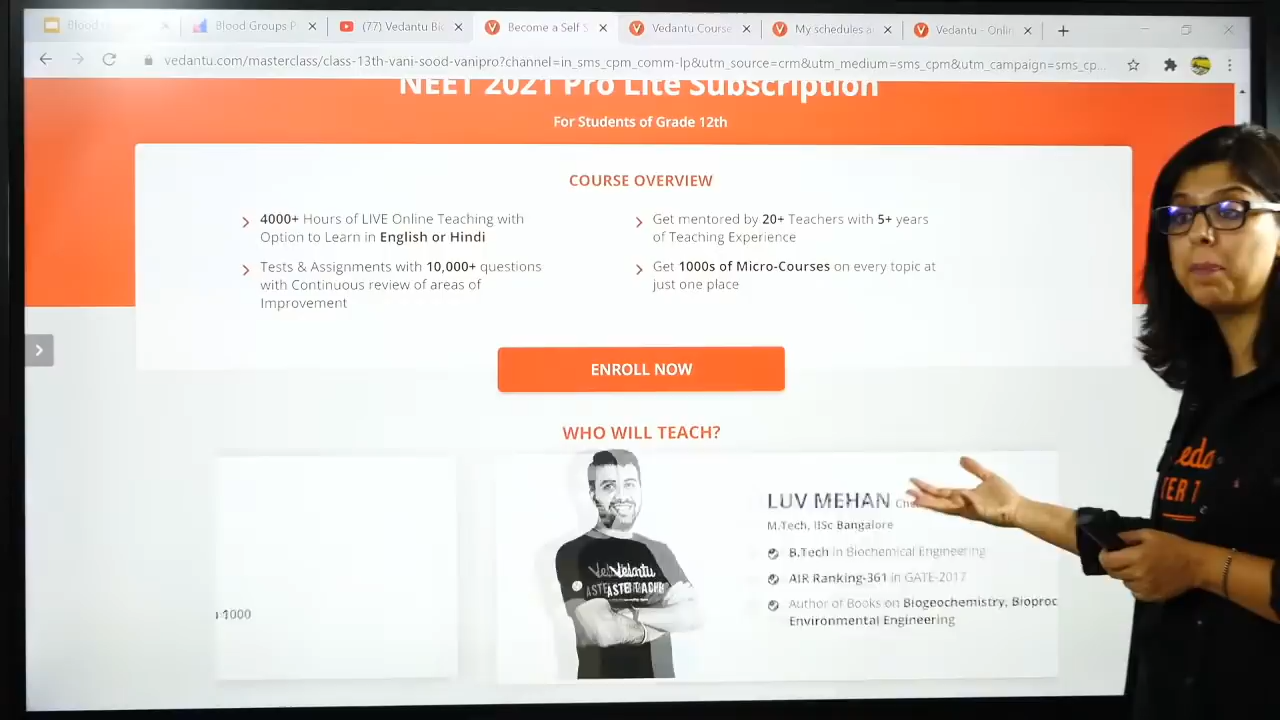 Blood
Blood Groups P
(77) Vedantu Bio
Become a Self S
Vedantu Course
My schedules a
Vedantu - Onlin
vedantu.com/masterclass/class-13th-vani-sood-vanipro?channel=in_sms_cpm_comm-lp&utm_source=crm&utm_medium=sms_cpm&utm_campaign=sms_cp...
NEET 2021 Pro Lite Subscription
For Students of Grade 12th
COURSE OVERVIEW
4000+ Hours of LIVE Online Teaching with
Option to Learn in English or Hindi
Tests & Assignments with 10,000+ questions
with Continuous review of areas of
Improvement
Get mentored by 20+ Teachers with 5+ years
of Teaching Experience
Get 1000s of Micro-Courses on every topic at
just one place
ENROLL NOW
WHO WILL TEACH?
1000
LUV MEHAN Che
M.Tech, IISc Bangalore
B.Tech in Biochemical Engineering
AIR Ranking-361 in GATE-2017
Author of Books on Biogeochemistry, Bioproc
Environmental Engineering
Vedantu
eda
TER T